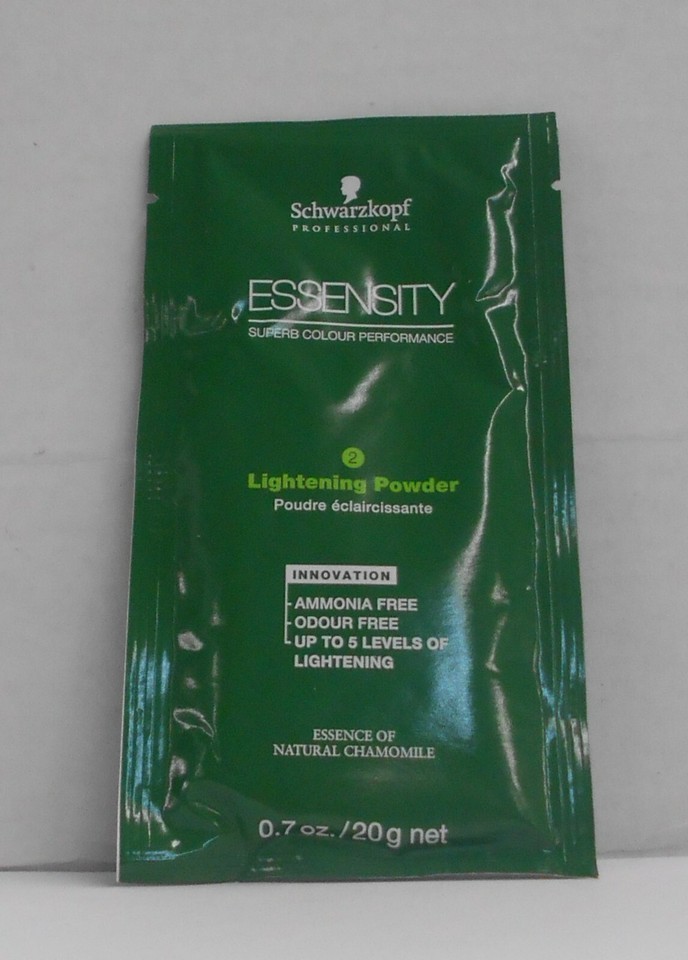 Schwarzkopf
PROFESSIONAL
ESSENSITY
SUPERB COLOUR PERFORMANCE
2
Lightening Powder
Poudre éclaircissante
INNOVATION
AMMONIA FREE
ODOUR FREE
UP TO 5 LEVELS OF
LIGHTENING
ESSENCE OF
NATURAL CHAMOMILE
0.7 oz. / 20 g net